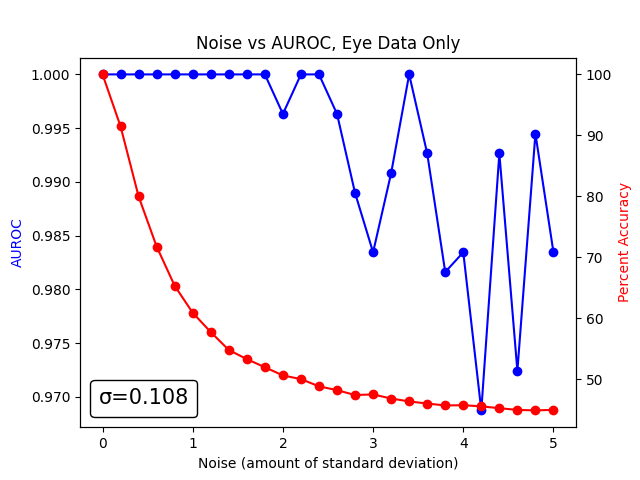 Noise vs AUROC, Eye Data Only
1.000
0.995
0.990
0.985
0.980
0.975
0.970
AUROC
100
90
80
70
60
50
Percent Accuracy
σ=0.108
0 1 2 3 4 5
Noise (amount of standard deviation)